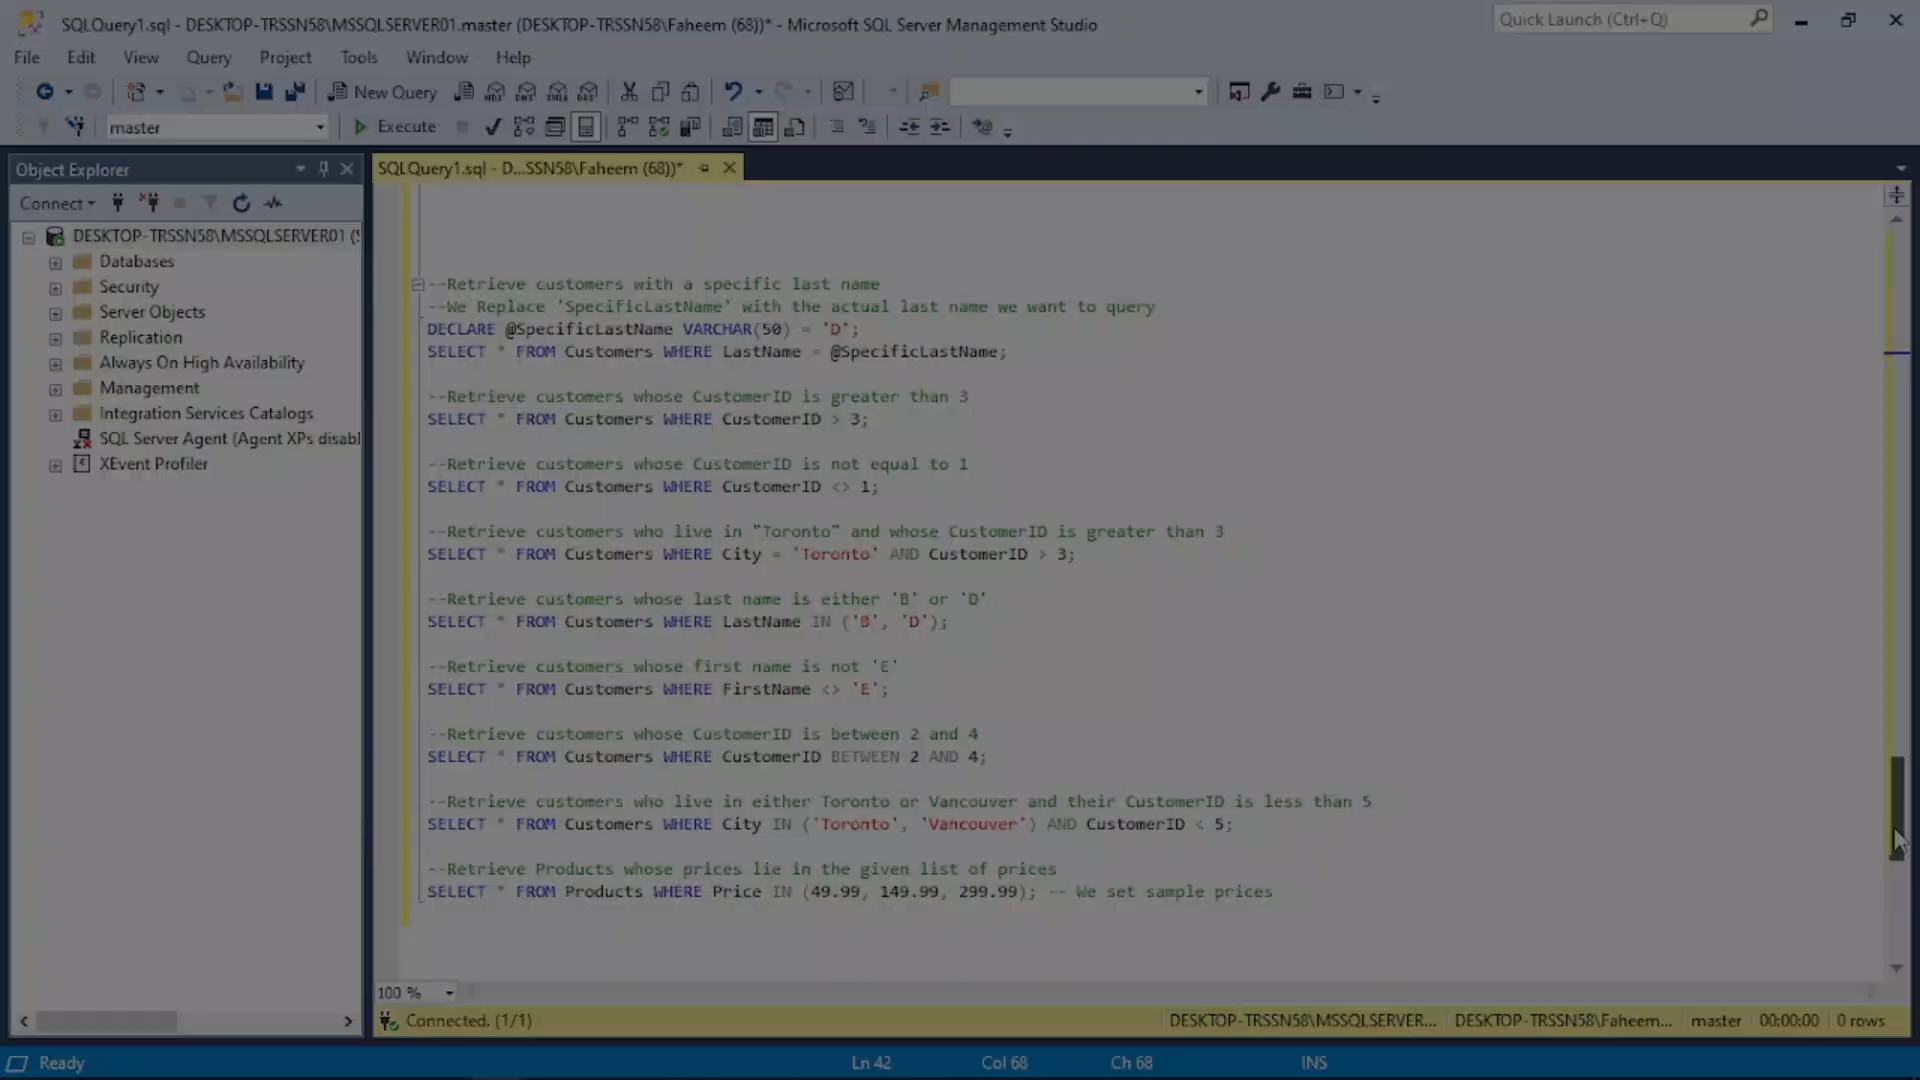 SQLQuery1.sql - DESKTOP-TRSSN58\MSSQLSERVER01.master (DESKTOP-TRSSN58\Faheem (68))* - Microsoft SQL Server Management Studio
Quick Launch (Ctrl+Q)
File Edit View Query Project Tools Window Help
New Query
master
Execute
Object Explorer
SQLQuery1.sql - D...SSN58\Faheem (68))*
Connect
DESKTOP-TRSSN58\MSSQLSERVER01 (S
Databases
Security
Server Objects
Replication
Always On High Availability
Management
Integration Services Catalogs
SQL Server Agent (Agent XPs disabl
XEvent Profiler
--Retrieve customers with a specific last name
--We Replace 'SpecificLastName' with the actual last name we want to query
DECLARE @SpecificLastName VARCHAR(50) = 'D';
SELECT * FROM Customers WHERE LastName = @SpecificLastName;
--Retrieve customers whose CustomerID is greater than 3
SELECT * FROM Customers WHERE CustomerID > 3;
--Retrieve customers whose CustomerID is not equal to 1
SELECT * FROM Customers WHERE CustomerID <> 1;
--Retrieve customers who live in "Toronto" and whose CustomerID is greater than 3
SELECT * FROM Customers WHERE City = 'Toronto' AND CustomerID > 3;
--Retrieve customers whose last name is either 'B' or 'D'
SELECT * FROM Customers WHERE LastName IN ('B', 'D');
--Retrieve customers whose first name is not 'E'
SELECT * FROM Customers WHERE FirstName <> 'E';
--Retrieve customers whose CustomerID is between 2 and 4
SELECT * FROM Customers WHERE CustomerID BETWEEN 2 AND 4;
--Retrieve customers who live in either Toronto or Vancouver and their CustomerID is less than 5
SELECT * FROM Customers WHERE City IN ('Toronto', 'Vancouver') AND CustomerID < 5;
--Retrieve Products whose prices lie in the given list of prices
SELECT * FROM Products WHERE Price IN (49.99, 149.99, 299.99); -- We set sample prices
100 %
Connected. (1/1)
DESKTOP-TRSSN58\MSSQLSERVER... DESKTOP-TRSSN58\Faheem... master 00:00:00 0 rows
Ready
Ln 42 Col 68 Ch 68 INS